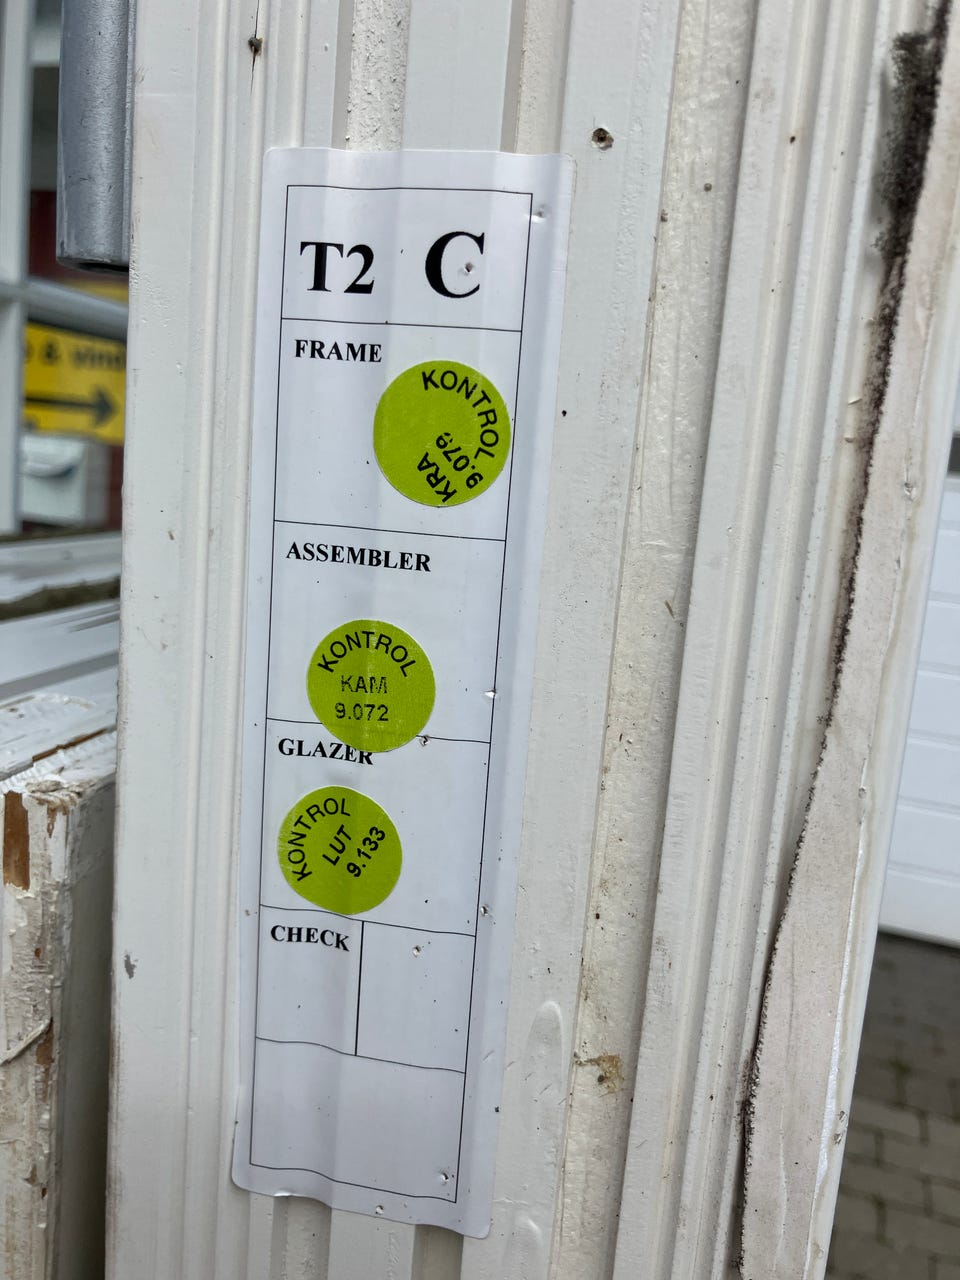 T2 C
FRAME
KONTROL
KRA
9.079
ASSEMBLER
KONTROL
KAM
9.072
GLAZER
KONTROL
LUT
9.133
CHECK